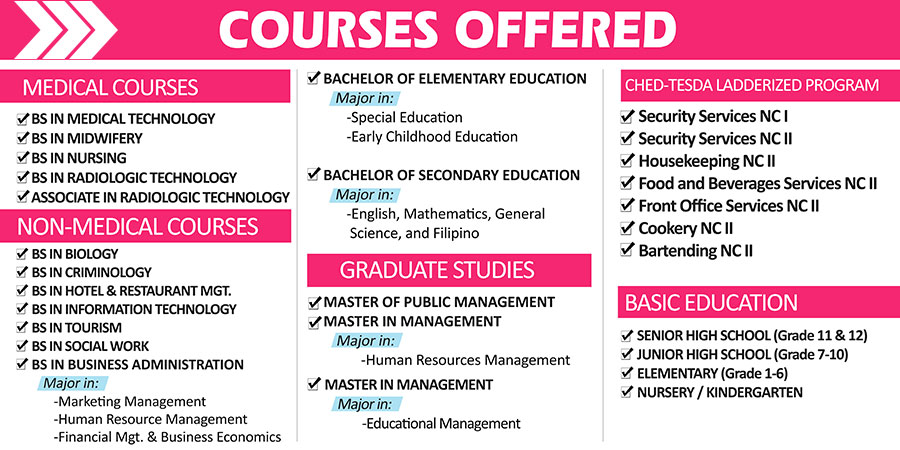 COURSES OFFERED
MEDICAL COURSES
BS IN MEDICAL TECHNOLOGY
BS IN MIDWIFERY
BS IN NURSING
BS IN RADIOLOGIC TECHNOLOGY
ASSOCIATE IN RADIOLOGIC TECHNOLOGY
NON-MEDICAL COURSES
BS IN BIOLOGY
BS IN CRIMINOLOGY
BS IN HOTEL & RESTAURANT MGT.
BS IN INFORMATION TECHNOLOGY
BS IN TOURISM
BS IN SOCIAL WORK
BS IN BUSINESS ADMINISTRATION
Major in:
-Marketing Management
-Human Resource Management
-Financial Mgt. & Business Economics
BACHELOR OF ELEMENTARY EDUCATION
Major in:
-Special Education
-Early Childhood Education
BACHELOR OF SECONDARY EDUCATION
Major in:
-English, Mathematics, General
Science, and Filipino
GRADUATE STUDIES
MASTER OF PUBLIC MANAGEMENT
MASTER IN MANAGEMENT
Major in:
-Human Resources Management
MASTER IN MANAGEMENT
Major in:
-Educational Management
CHED-TESDA LADDERIZED PROGRAM
Security Services NC I
Security Services NC II
Housekeeping NC II
Food and Beverages Services NC II
Front Office Services NC II
Cookery NC II
Bartending NC II
BASIC EDUCATION
SENIOR HIGH SCHOOL (Grade 11 & 12)
JUNIOR HIGH SCHOOL (Grade 7-10)
ELEMENTARY (Grade 1-6)
NURSERY / KINDERGARTEN